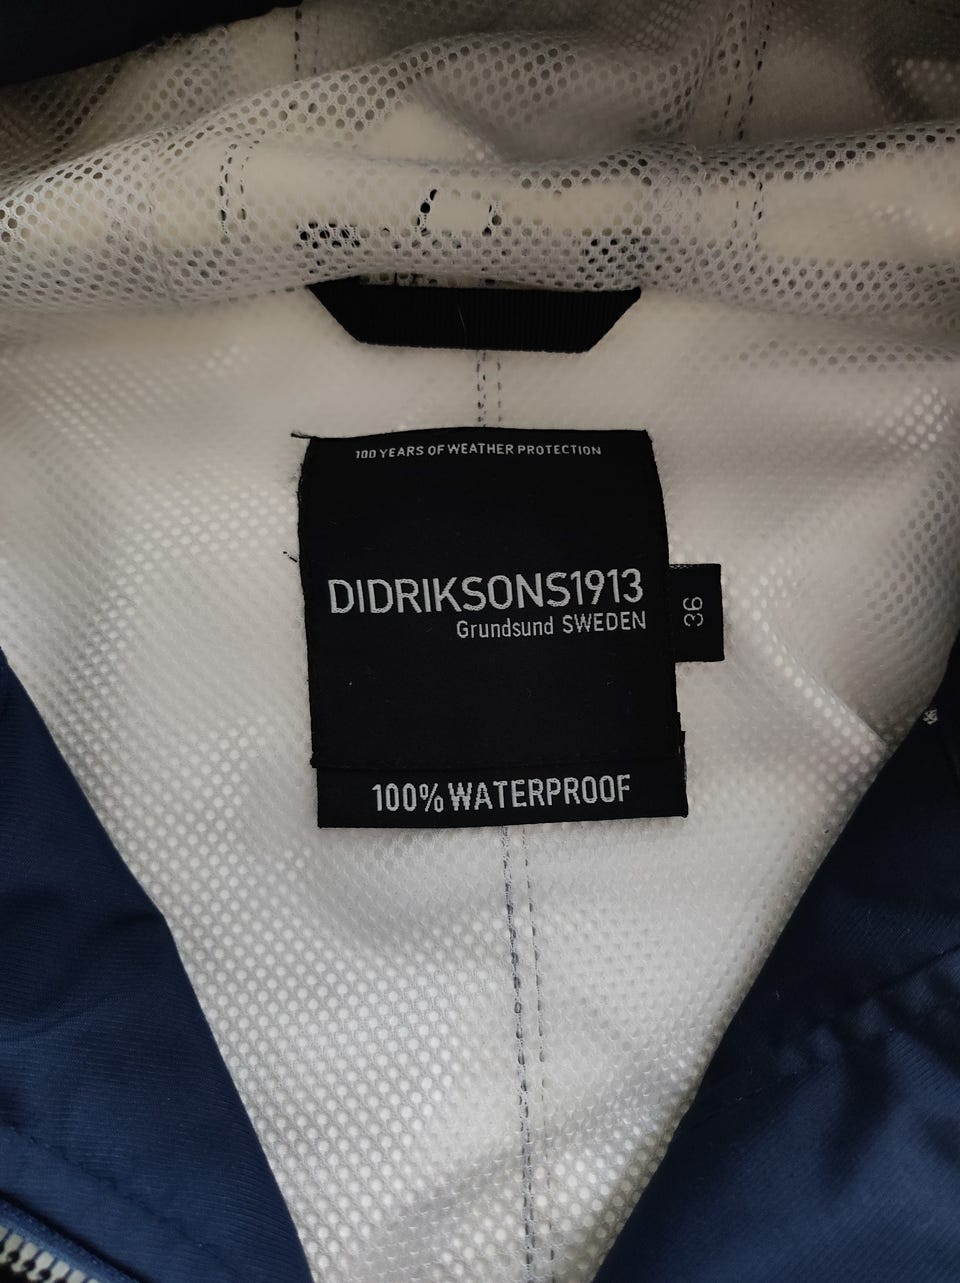 100 YEARS OF WEATHER PROTECTION
DIDRIKSONS1913
Grundsund SWEDEN
36
100% WATERPROOF